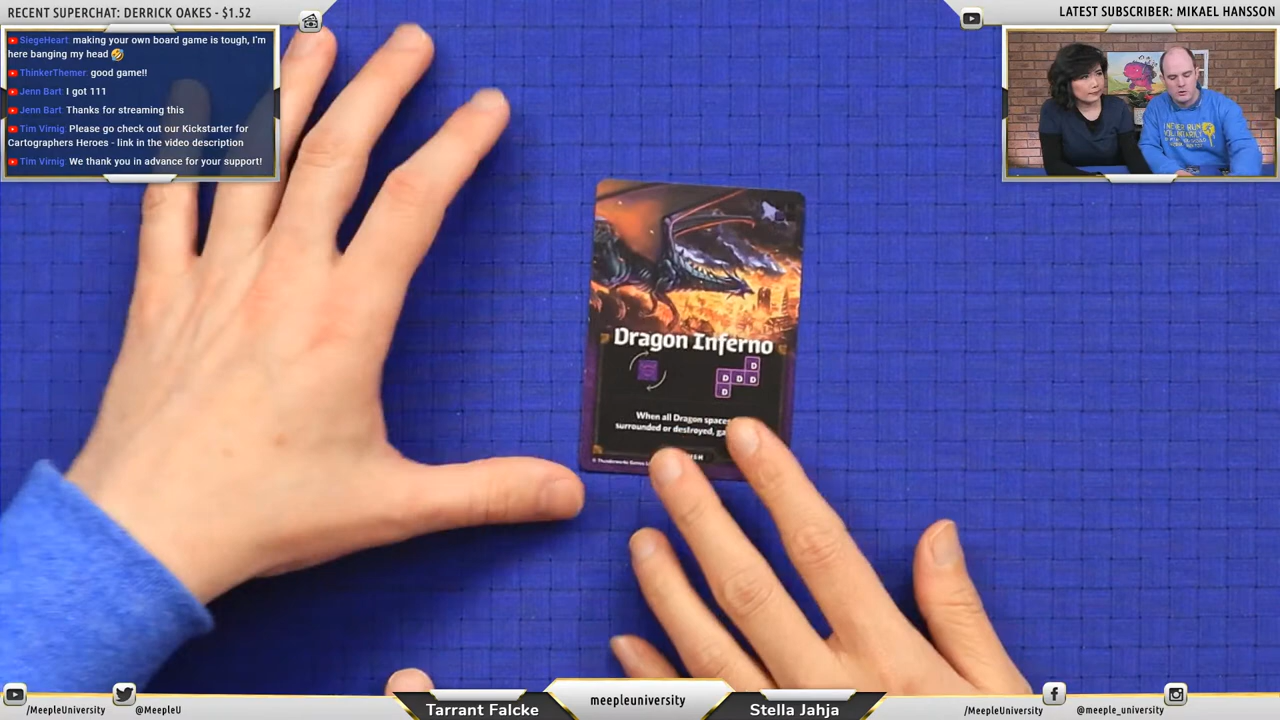 RECENT SUPERCHAT: DERRICK OAKES - $1.52
LATEST SUBSCRIBER: MIKAEL HANSSON
SiegeHeart making your own board game is tough, I'm
here banging my head 🤣
ThinkerThemer good game!!
Jenn Bart I got 111
Jenn Bart Thanks for streaming this
Tim Virnig Please go check out our Kickstarter for
Cartographers Heroes - link in the video description
Tim Virnig We thank you in advance for your support!
I NEVER RUN
Dragon Inferno
D
D D D
D
When all Dragon spaces
surrounded or destroyed,
© Thunderworks Games
/MeepleUniversity
@MeepleU
Tarrant Falcke
meepleuniversity
Stella Jahja
/MeepleUniversity
@meeple_university